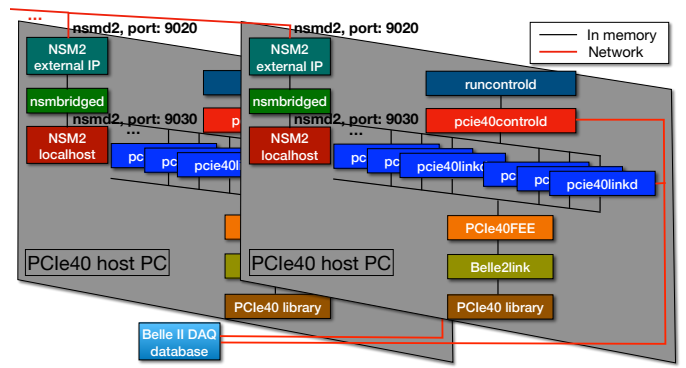 ...
nsmd2, port: 9020
nsmd2, port: 9020
In memory
Network
NSM2
external IP
NSM2
external IP
runcontrold
nsmbridged
nsmbridged
nsmd2, port: 9030
nsmd2, port: 9030
pcie40controld
...
...
NSM2
localhost
NSM2
localhost
pcie40linkd
PCIe40FEE
PCIe40 host PC
PCIe40 host PC
Belle2link
PCIe40 library
PCIe40 library
Belle II DAQ
database